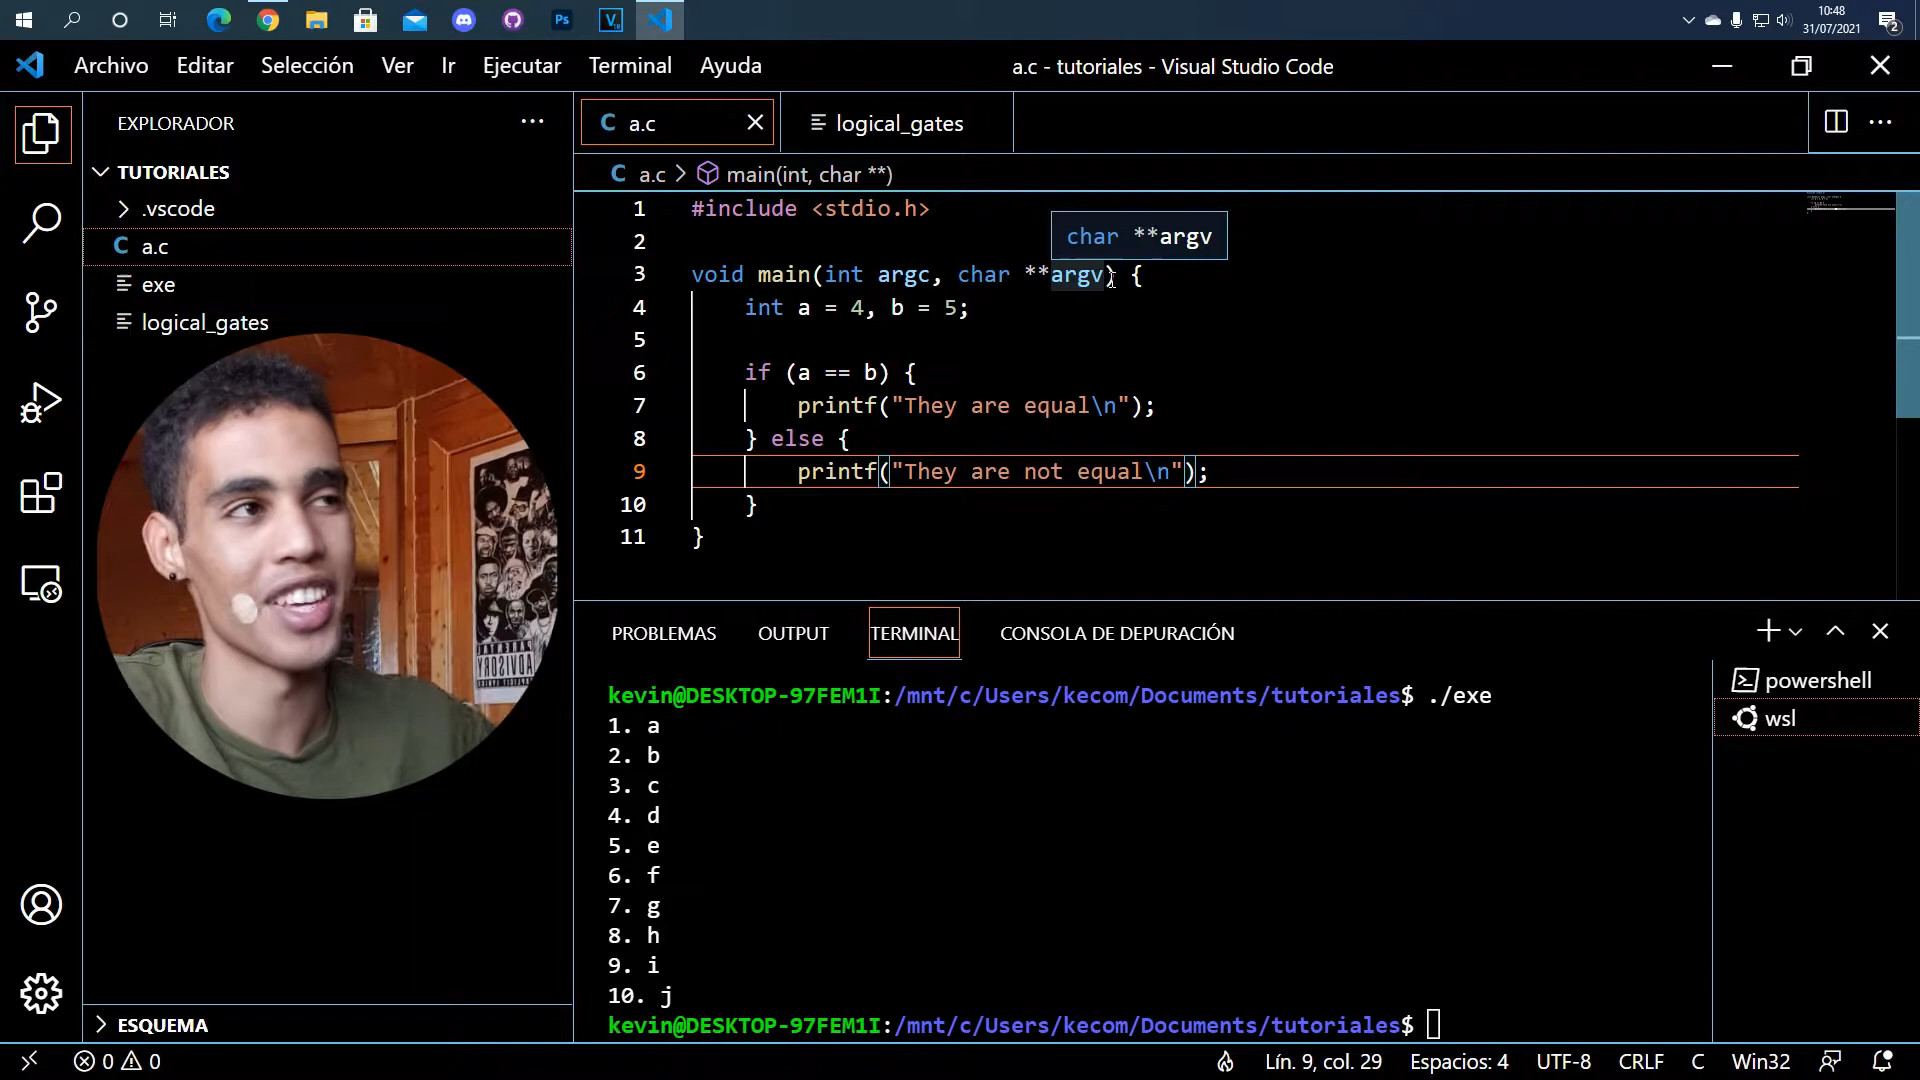 Ps
10:48
31/07/2021
2
Archivo Editar Selección Ver Ir Ejecutar Terminal Ayuda
a.c - tutoriales - Visual Studio Code
EXPLORADOR
TUTORIALES
.vscode
C a.c
exe
logical_gates
ESQUEMA
C a.c
logical_gates
C a.c > main(int, char **)
1 #include <stdio.h>
2
char **argv
3 void main(int argc, char **argv) {
4 int a = 4, b = 5;
5
6 if (a == b) {
7 printf("They are equal\n");
8 } else {
9 printf("They are not equal\n");
10 }
11 }
PROBLEMAS OUTPUT TERMINAL CONSOLA DE DEPURACIÓN
kevin@DESKTOP-97FEM1I:/mnt/c/Users/kecom/Documents/tutoriales$ ./exe
1. a
2. b
3. c
4. d
5. e
6. f
7. g
8. h
9. i
10. j
kevin@DESKTOP-97FEM1I:/mnt/c/Users/kecom/Documents/tutoriales$
powershell
wsl
PARENTAL
ADVISORY
0 0
Lín. 9, col. 29 Espacios: 4 UTF-8 CRLF C Win32